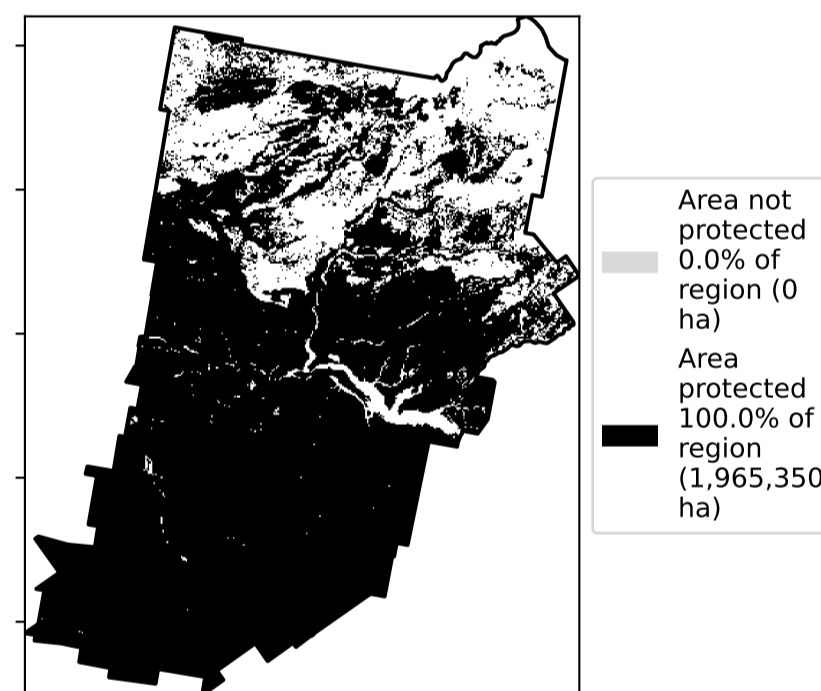 Area not
protected
0.0% of
region (0
ha)
Area
protected
100.0% of
region
(1,965,350
ha)